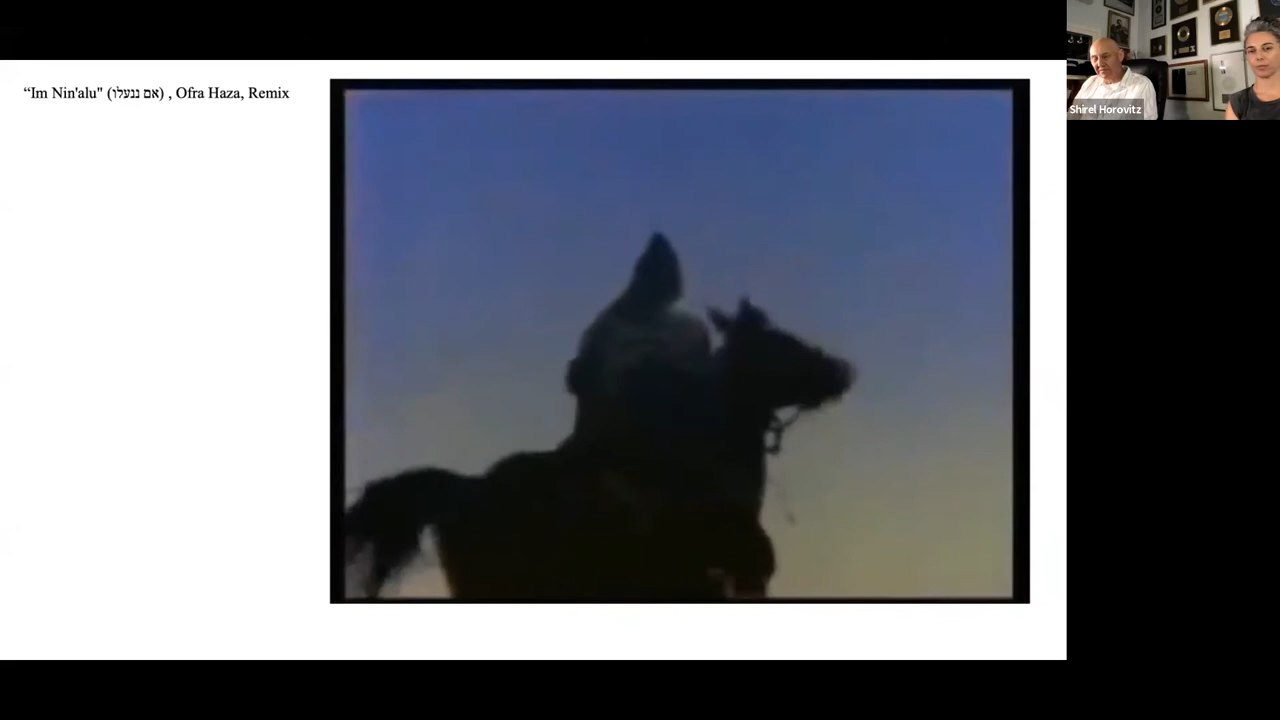 “Im Nin'alu" (אם ננעלו) , Ofra Haza, Remix
Shirel Horovitz